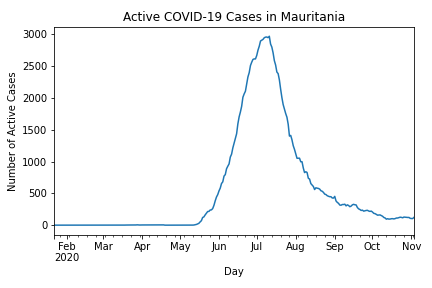 Active COVID-19 Cases in Mauritania
3000
2500
2000
1500
1000
500
0
Number of Active Cases
Feb Mar Apr May Jun Jul Aug Sep Oct Nov
2020
Day